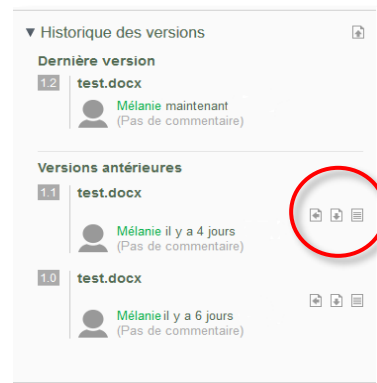 ▼ Historique des versions
Dernière version
1.2 test.docx
Mélanie maintenant
(Pas de commentaire)
Versions antérieures
1.1 test.docx
Mélanie il y a 4 jours
(Pas de commentaire)
1.0 test.docx
Mélanie il y a 6 jours
(Pas de commentaire)